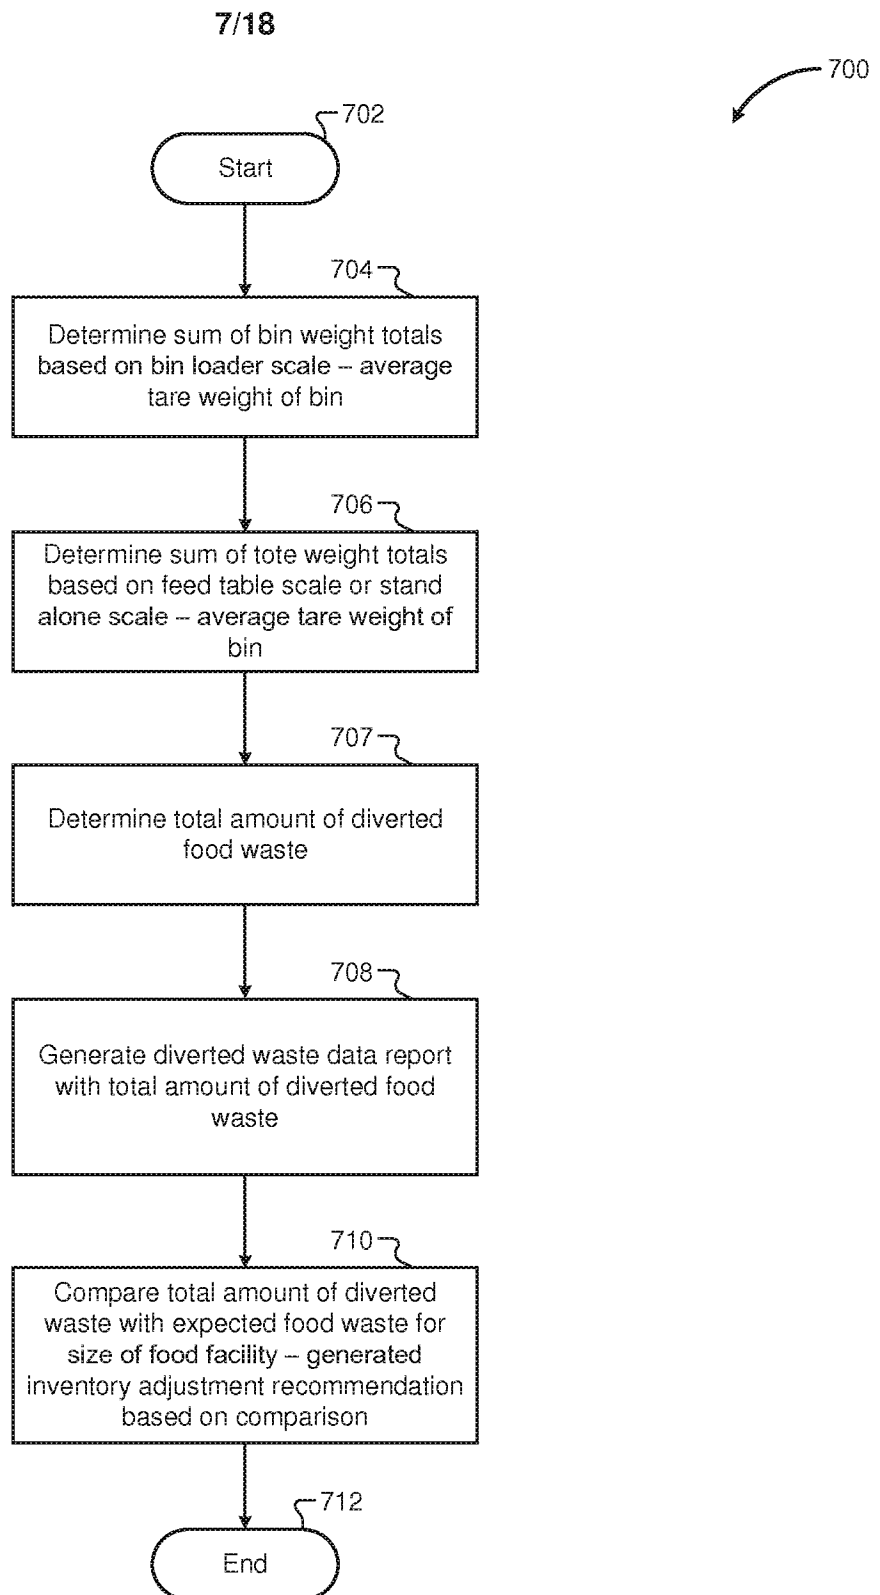 7/18
700
702
Start
704
Determine sum of bin weight totals
based on bin loader scale – average
tare weight of bin
706
Determine sum of tote weight totals
based on feed table scale or stand
alone scale – average tare weight of
bin
707
Determine total amount of diverted
food waste
708
Generate diverted waste data report
with total amount of diverted food
waste
710
Compare total amount of diverted
waste with expected food waste for
size of food facility – generated
inventory adjustment recommendation
based on comparison
712
End